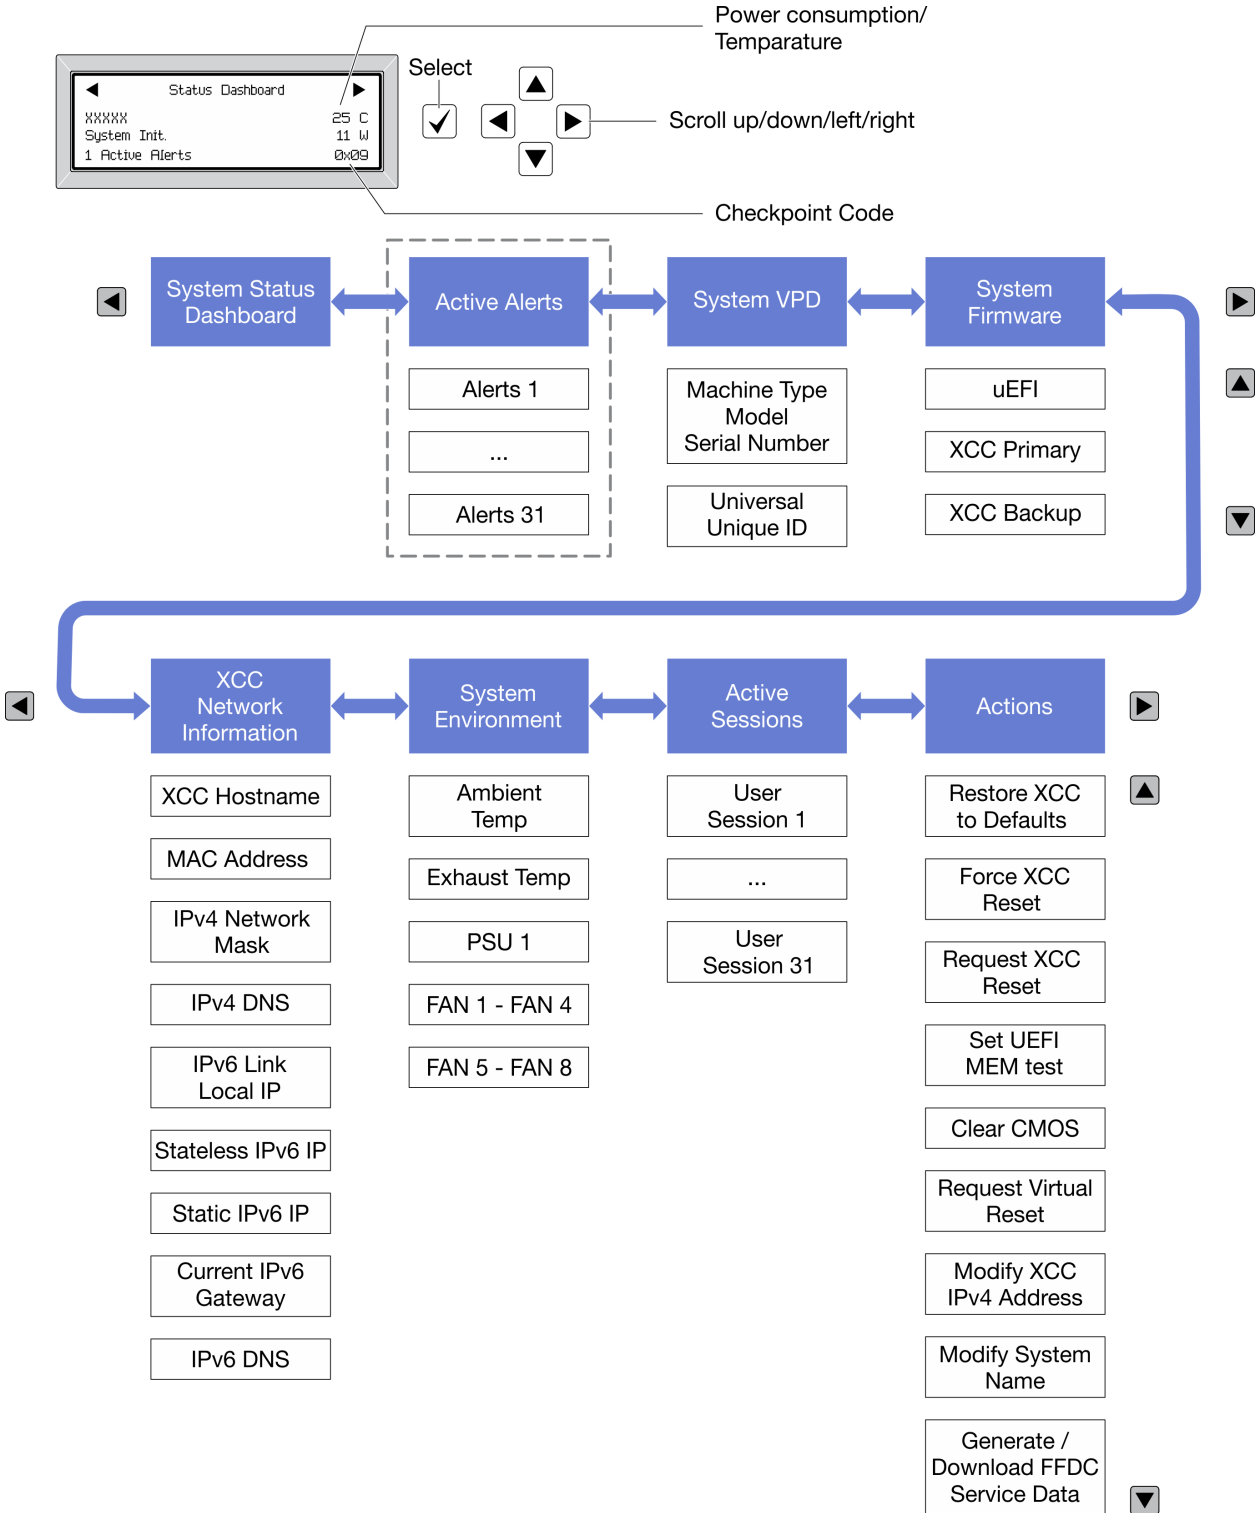 Power consumption/
Temparature
Select
Status Dashboard
XXXXX 25 C
System Init. 11 W
1 Active Alerts 0x09
Scroll up/down/left/right
Checkpoint Code
System Status
Dashboard
Active Alerts
System VPD
System
Firmware
Alerts 1
...
Alerts 31
Machine Type
Model
Serial Number
Universal
Unique ID
uEFI
XCC Primary
XCC Backup
XCC
Network
Information
System
Environment
Active
Sessions
Actions
XCC Hostname
MAC Address
IPv4 Network
Mask
IPv4 DNS
IPv6 Link
Local IP
Stateless IPv6 IP
Static IPv6 IP
Current IPv6
Gateway
IPv6 DNS
Ambient
Temp
Exhaust Temp
PSU 1
FAN 1 - FAN 4
FAN 5 - FAN 8
User
Session 1
...
User
Session 31
Restore XCC
to Defaults
Force XCC
Reset
Request XCC
Reset
Set UEFI
MEM test
Clear CMOS
Request Virtual
Reset
Modify XCC
IPv4 Address
Modify System
Name
Generate /
Download FFDC
Service Data